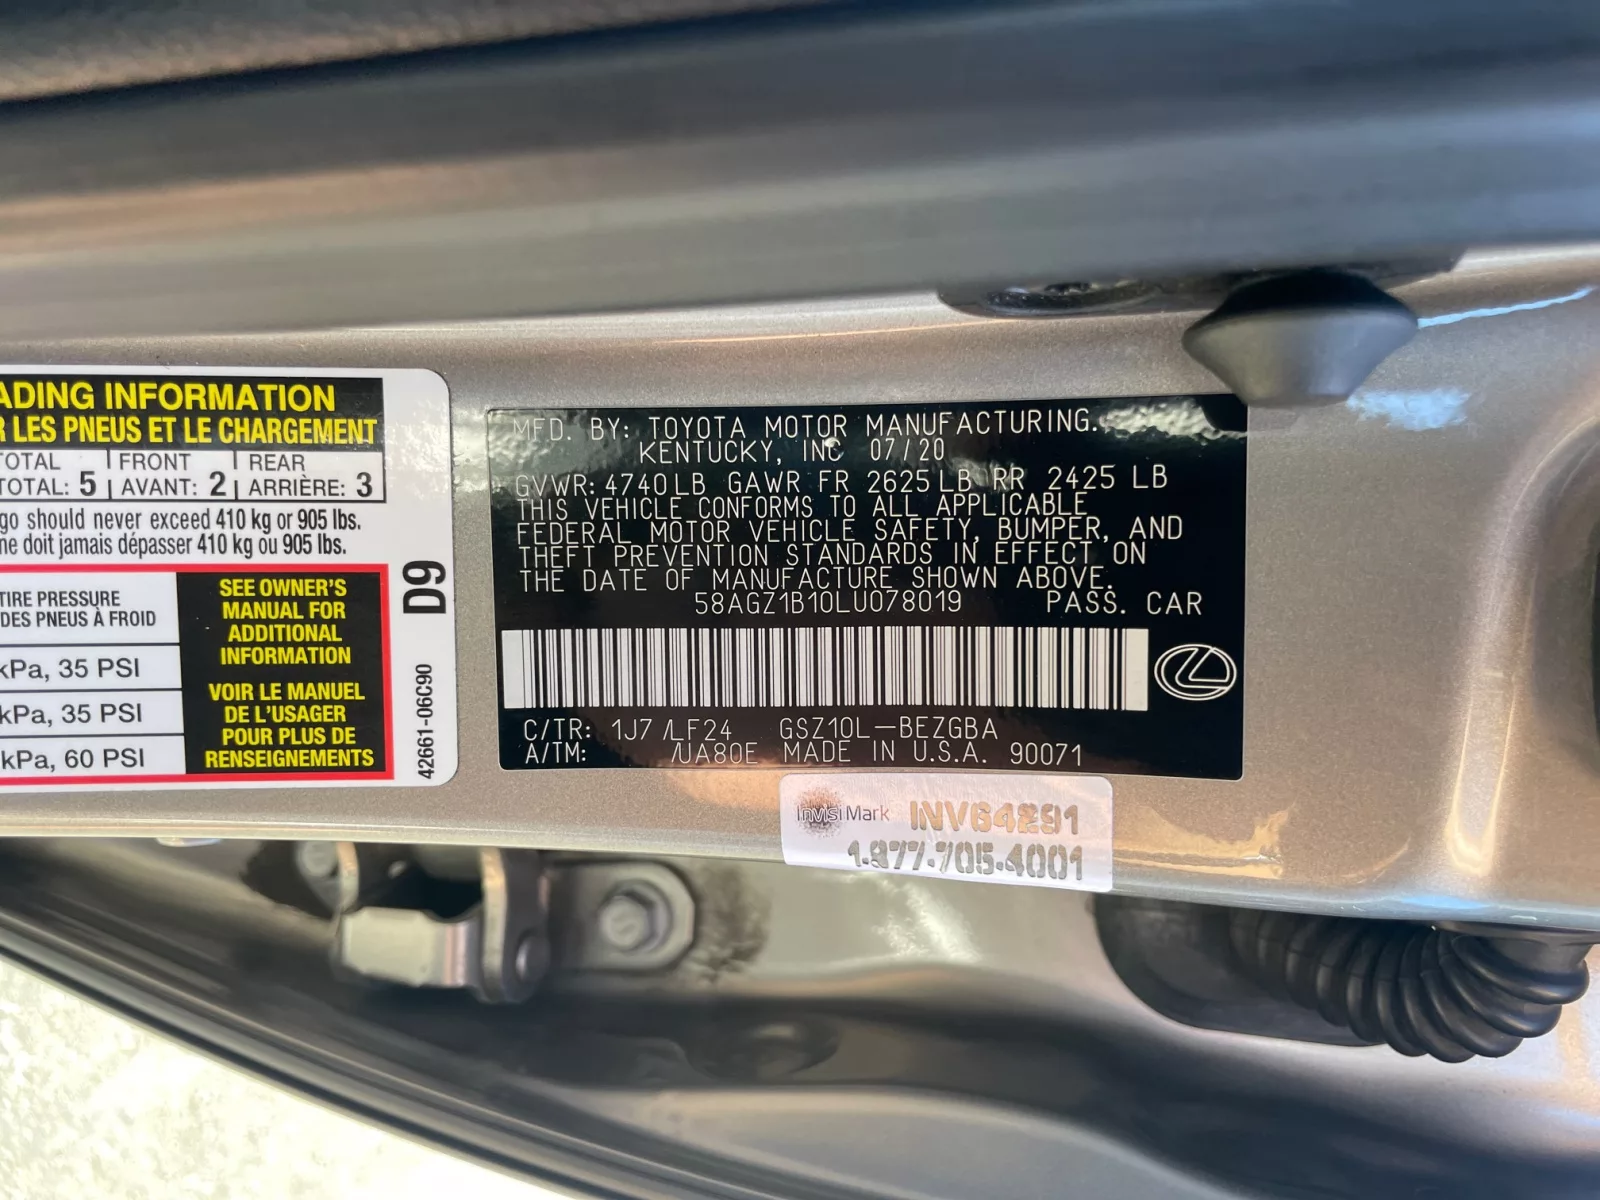 ADING INFORMATION
R LES PNEUS ET LE CHARGEMENT
TOTAL FRONT REAR
TOTAL: 5 AVANT: 2 ARRIÈRE: 3
go should never exceed 410 kg or 905 lbs.
ne doit jamais dépasser 410 kg ou 905 lbs.
TIRE PRESSURE
DES PNEUS À FROID
kPa, 35 PSI
kPa, 35 PSI
kPa, 60 PSI
SEE OWNER'S
MANUAL FOR
ADDITIONAL
INFORMATION
VOIR LE MANUEL
DE L'USAGER
POUR PLUS DE
RENSEIGNEMENTS
D9
42661-06C90
MFD. BY: TOYOTA MOTOR MANUFACTURING.
KENTUCKY, INC 07/20
GVWR: 4740LB GAWR FR 2625LB RR 2425 LB
THIS VEHICLE CONFORMS TO ALL APPLICABLE
FEDERAL MOTOR VEHICLE SAFETY, BUMPER, AND
THEFT PREVENTION STANDARDS IN EFFECT ON
THE DATE OF MANUFACTURE SHOWN ABOVE.
58AGZ1B10LU078019 PASS. CAR
C/TR: 1J7 /LF24 GSZ10L-BEZGBA
A/TM: /UA80E MADE IN U.S.A. 90071
InvisiMark INV64291
1-877-705-4001